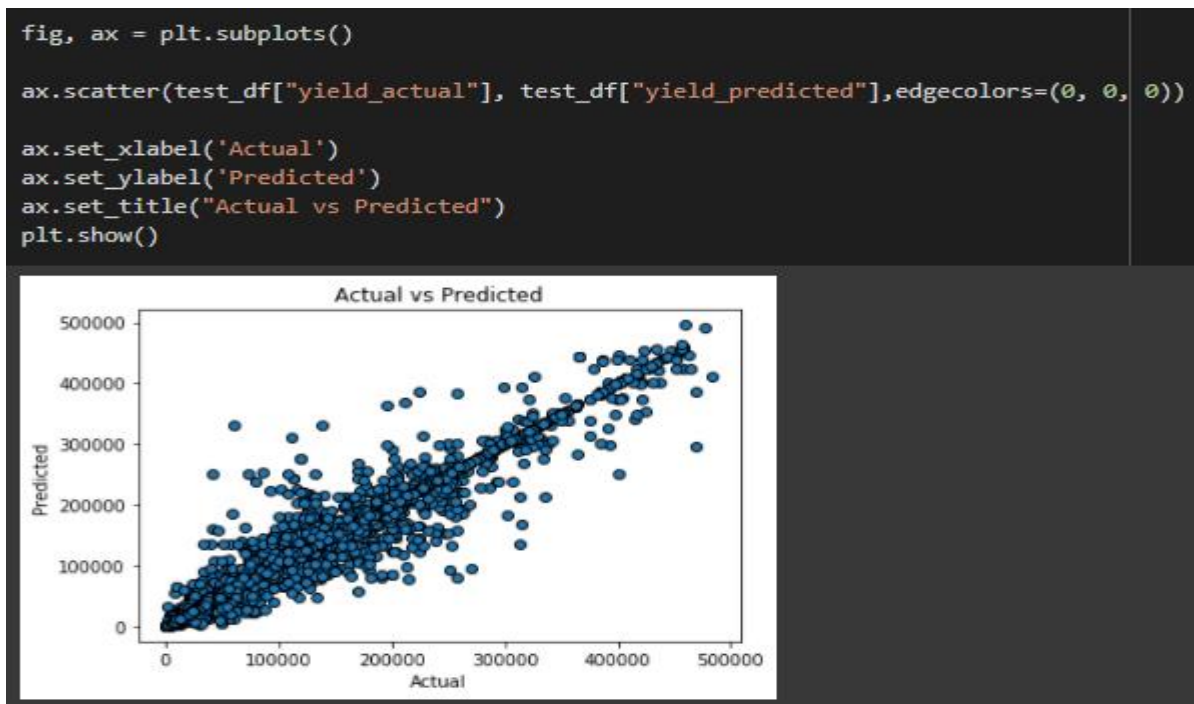 fig, ax = plt.subplots()
ax.scatter(test_df["yield_actual"], test_df["yield_predicted"],edgecolors=(0, 0, 0))
ax.set_xlabel('Actual')
ax.set_ylabel('Predicted')
ax.set_title("Actual vs Predicted")
plt.show()
Actual vs Predicted
500000
400000
300000
200000
100000
0
Predicted
0 100000 200000 300000 400000 500000
Actual